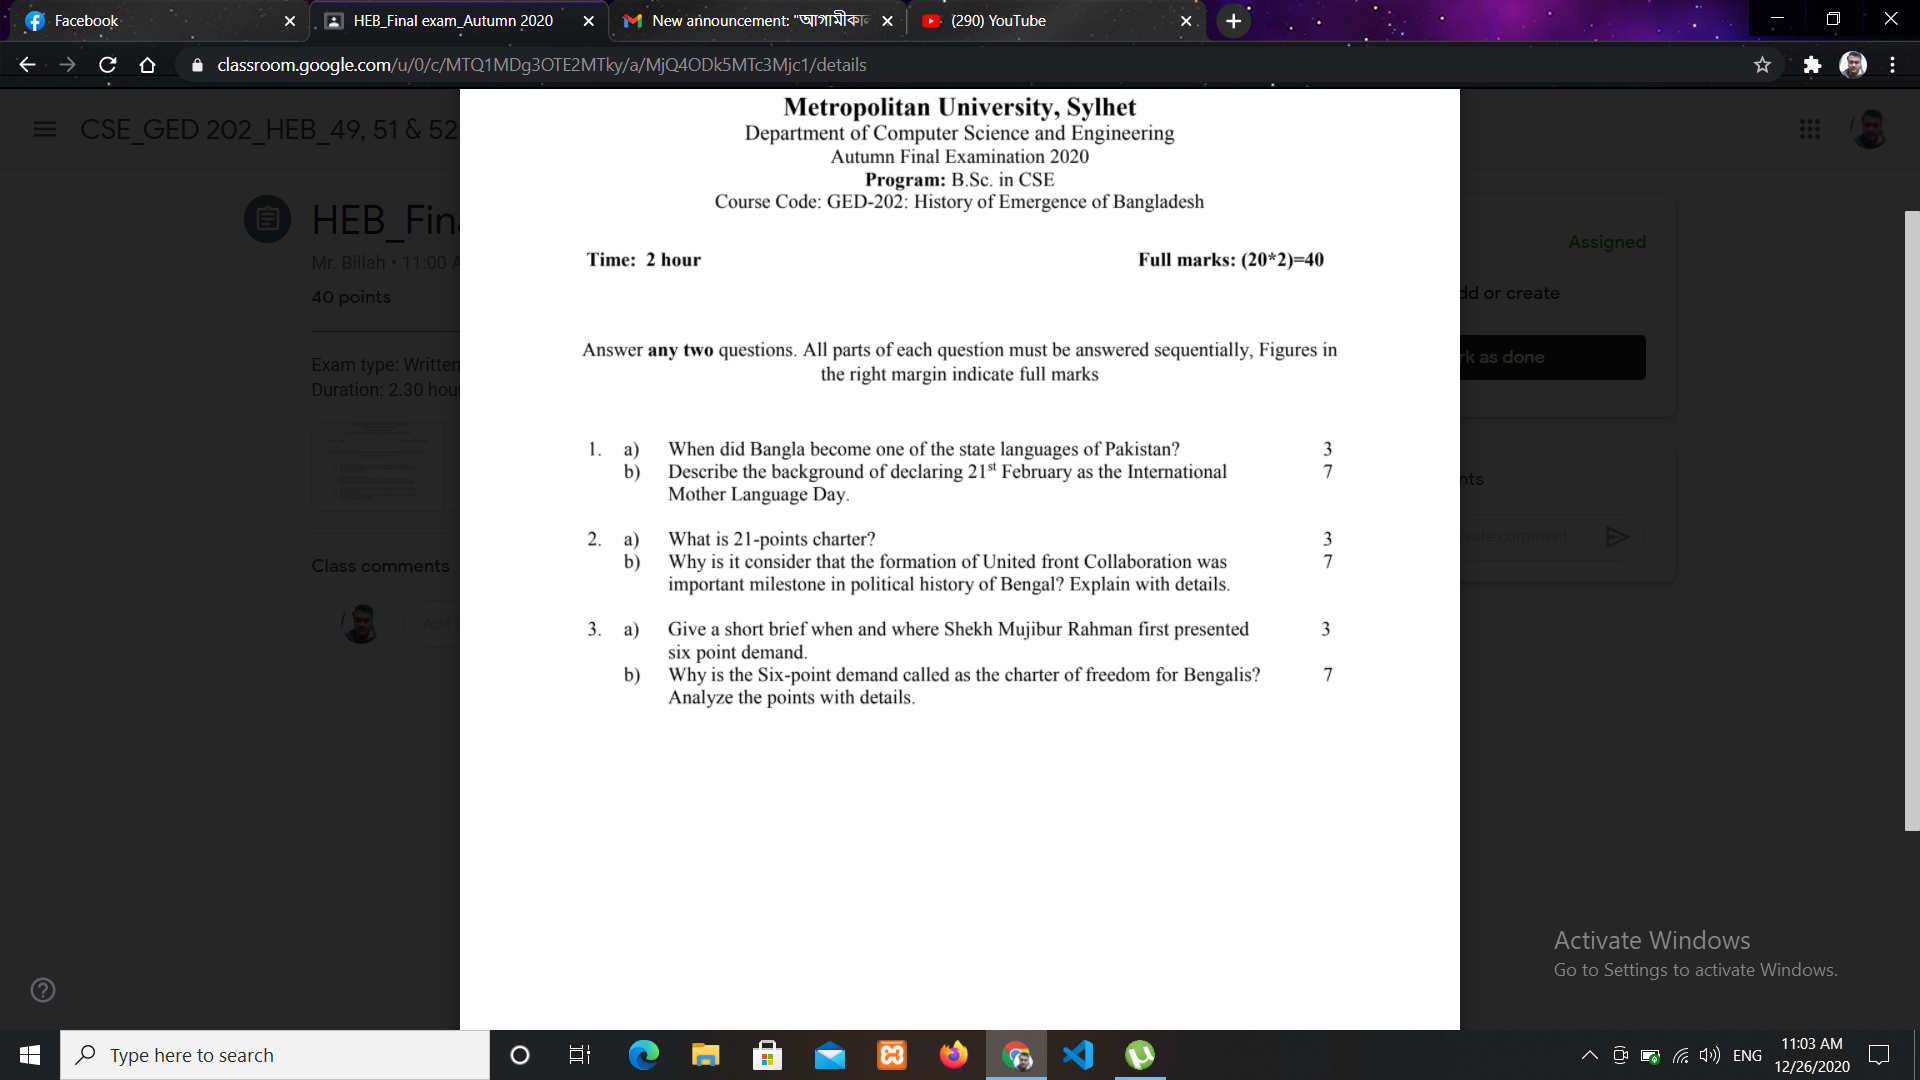 Facebook
HEB_Final exam_Autumn 2020
New announcement: "আগামীকা
(290) YouTube
classroom.google.com/u/0/c/MTQ1MDg3OTE2MTky/a/MjQ4ODk5MTc3Mjc1/details
CSE_GED 202_HEB_49, 51 & 52
HEB_Fin
Mr. Billah • 11:00 A
40 points
Exam type: Written
Duration: 2.30 hou
Class comments
Add
Metropolitan University, Sylhet
Department of Computer Science and Engineering
Autumn Final Examination 2020
Program: B.Sc. in CSE
Course Code: GED-202: History of Emergence of Bangladesh
Time: 2 hour Full marks: (20*2)=40
Answer any two questions. All parts of each question must be answered sequentially, Figures in
the right margin indicate full marks
1. a) When did Bangla become one of the state languages of Pakistan? 3
b) Describe the background of declaring 21st February as the International 7
Mother Language Day.
2. a) What is 21-points charter? 3
b) Why is it consider that the formation of United front Collaboration was 7
important milestone in political history of Bengal? Explain with details.
3. a) Give a short brief when and where Shekh Mujibur Rahman first presented 3
six point demand.
b) Why is the Six-point demand called as the charter of freedom for Bengalis? 7
Analyze the points with details.
Assigned
dd or create
rk as done
nts
vate comment...
Activate Windows
Go to Settings to activate Windows.
Type here to search
ENG
11:03 AM
12/26/2020